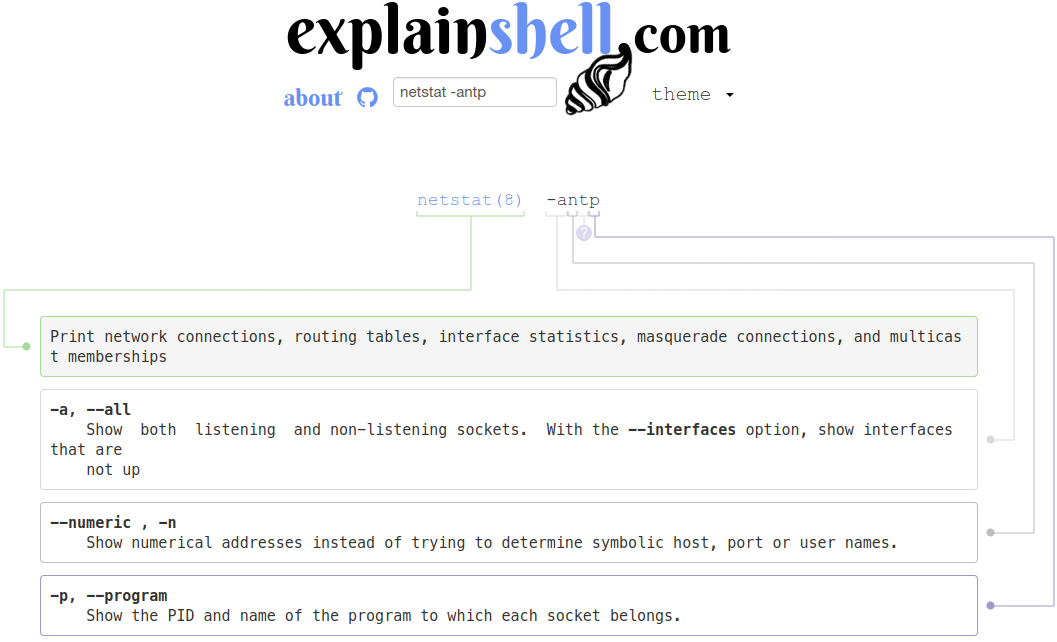 explainshell.com
about
netstat -antp
theme
netstat(8) -antp
?
Print network connections, routing tables, interface statistics, masquerade connections, and multicas
t memberships
-a, --all
Show both listening and non-listening sockets. With the --interfaces option, show interfaces
that are
not up
--numeric , -n
Show numerical addresses instead of trying to determine symbolic host, port or user names.
-p, --program
Show the PID and name of the program to which each socket belongs.